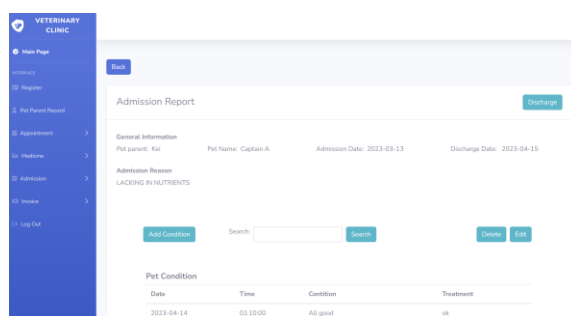 VETERINARY
CLINIC
Main Page
INTERFACE
Register
Pet Parent Record
Appointment
Medicine
Admission
Invoice
Log Out
Back
Admission Report
Discharge
General Information
Pet parent: Kai Pet Name: Captain A Admission Date: 2023-03-13 Discharge Date: 2023-04-15
Admission Reason
LACKING IN NUTRIENTS
Add Condition Search: Search Delete Edit
Pet Condition
Date Time Contition Treatment
2023-04-14 01:10:00 All good ok